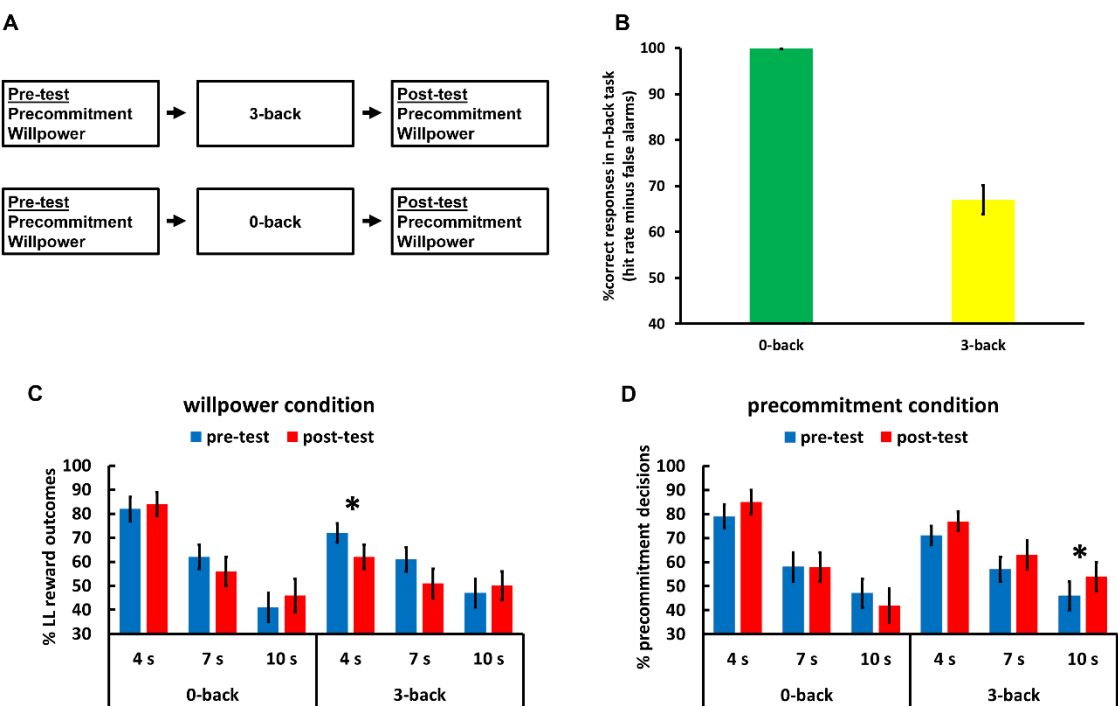 A
Pre-test
Precommitment
Willpower
3-back
Post-test
Precommitment
Willpower
Pre-test
Precommitment
Willpower
0-back
Post-test
Precommitment
Willpower
B
%correct responses in n-back task
(hit rate minus false alarms)
100
90
80
70
60
50
40
0-back
3-back
C
willpower condition
pre-test post-test
% LL reward outcomes
100
90
80
70
60
50
40
30
*
4 s 7 s 10 s 4 s 7 s 10 s
0-back 3-back
D
precommitment condition
pre-test post-test
% precommitment decisions
100
90
80
70
60
50
40
30
*
4 s 7 s 10 s 4 s 7 s 10 s
0-back 3-back